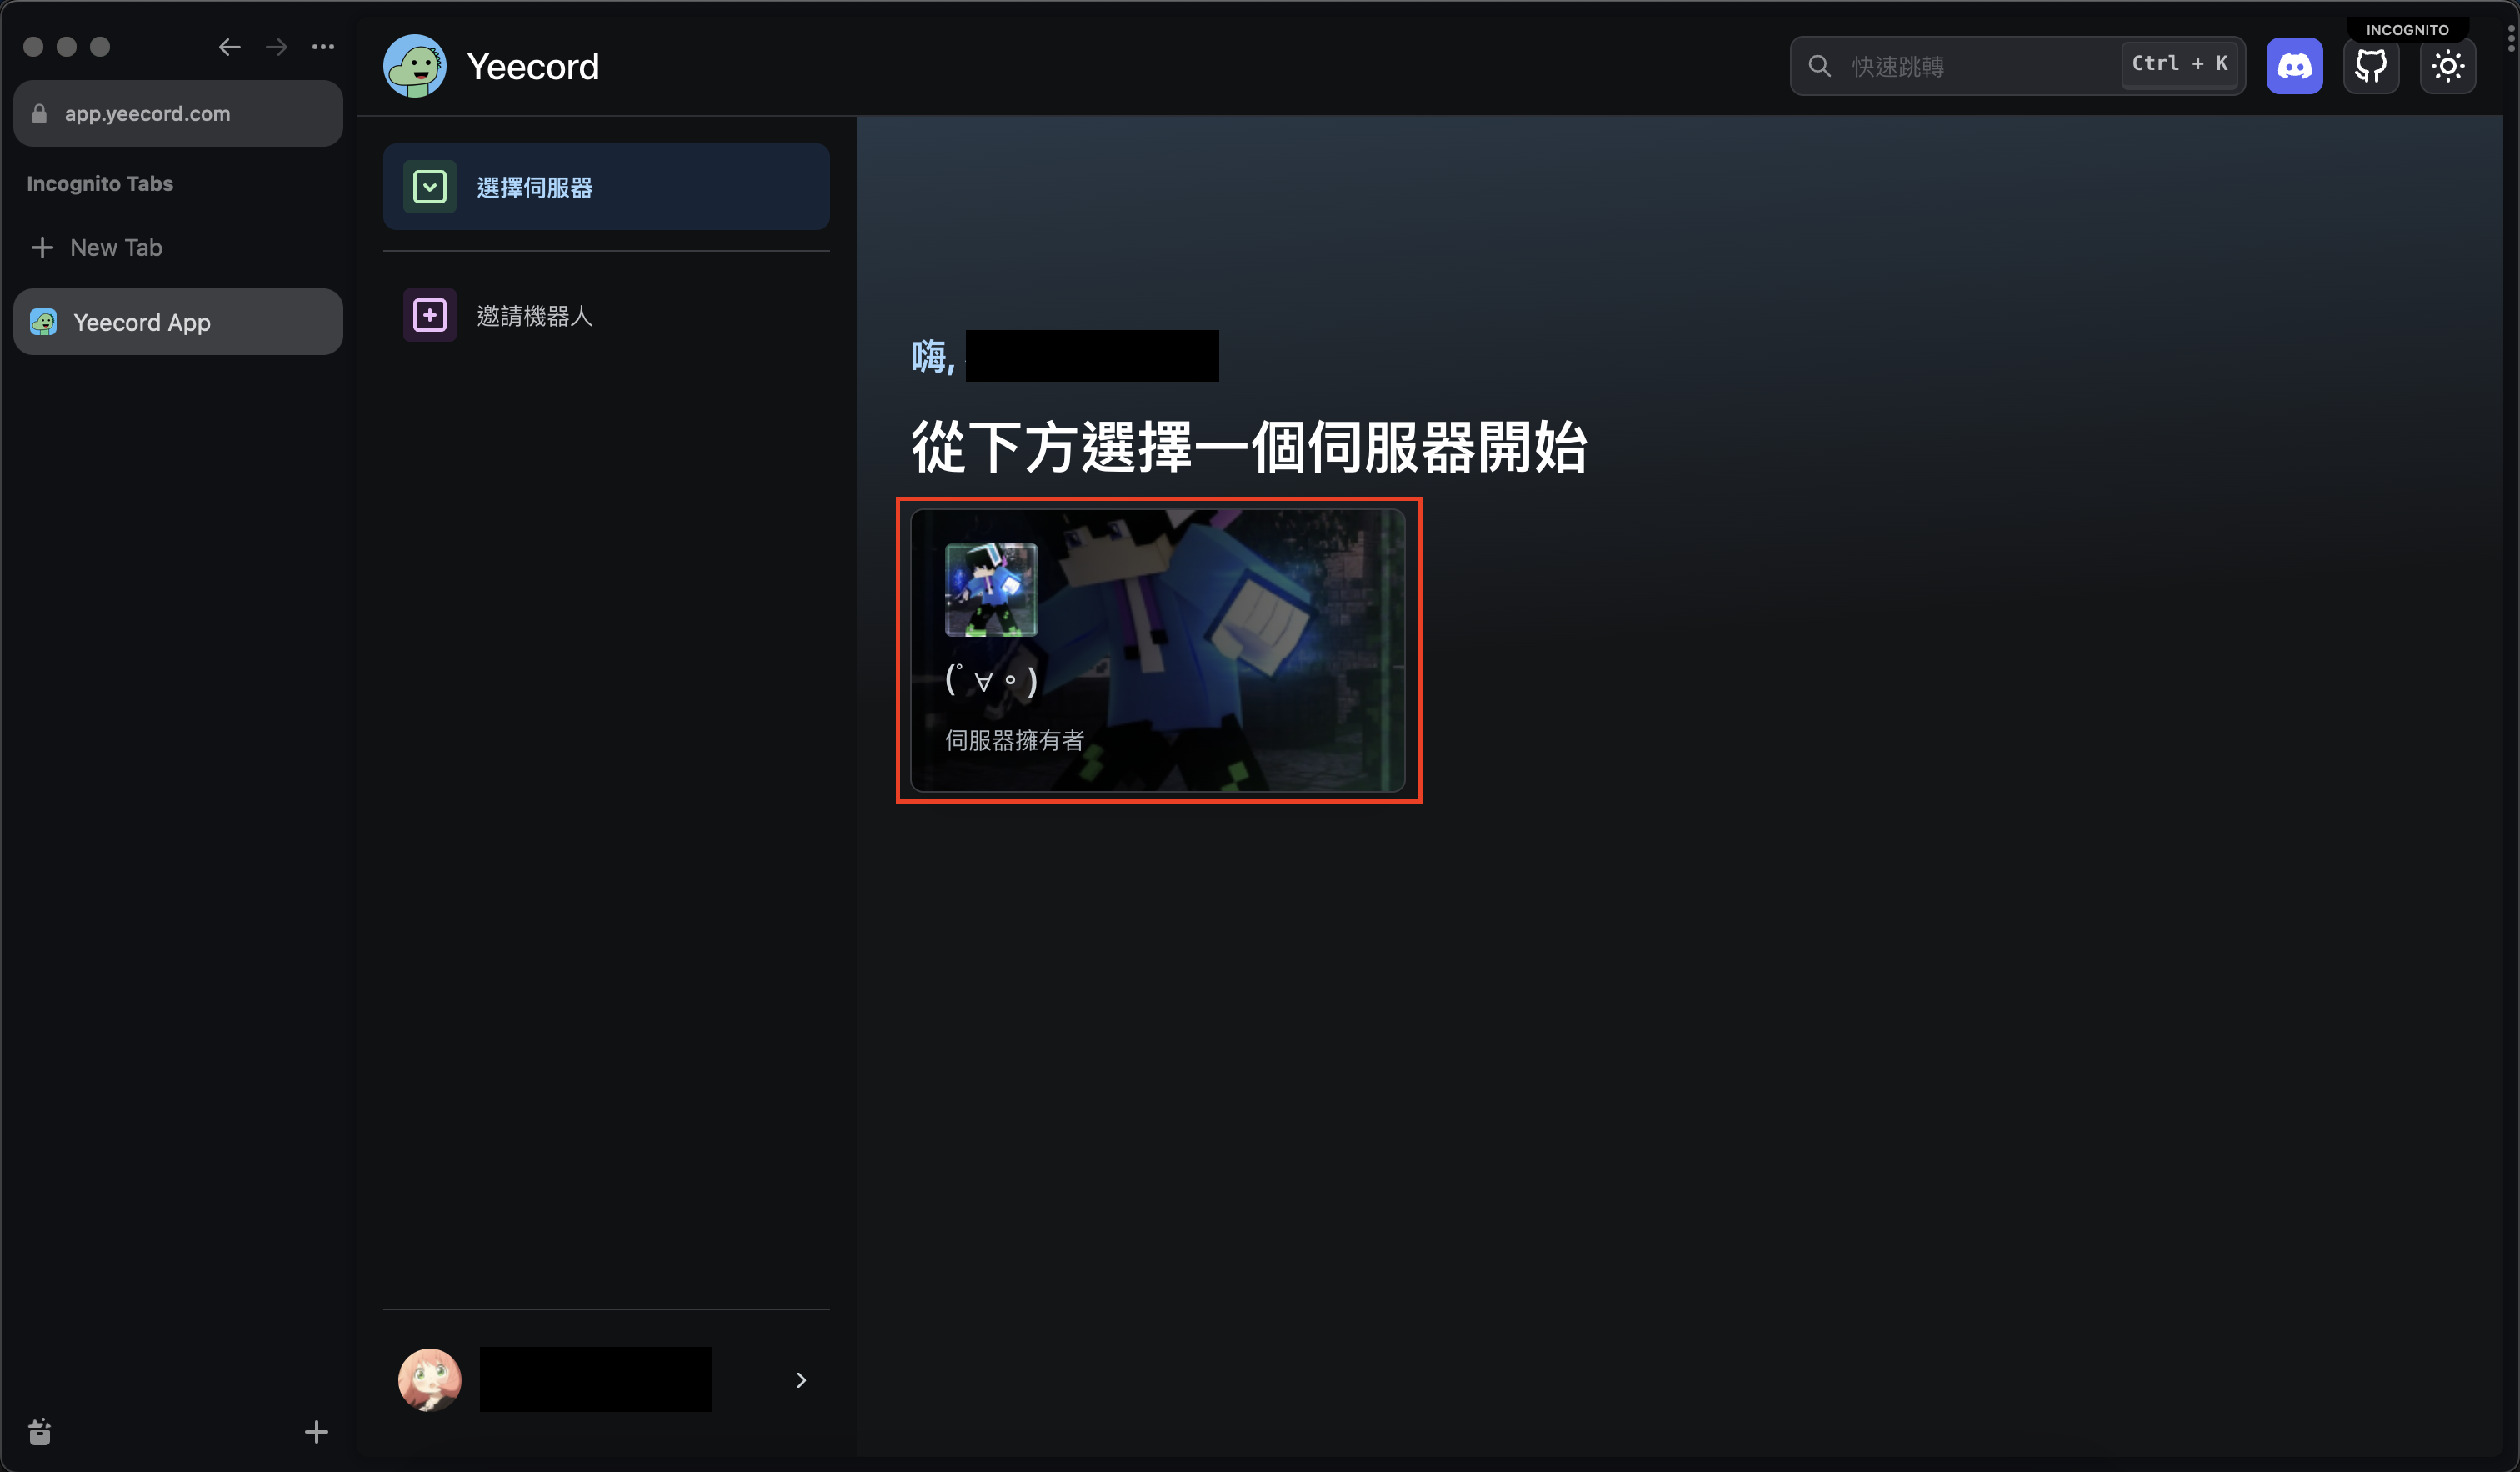 INCOGNITO
Yeecord
快速跳轉
Ctrl + K
app.yeecord.com
Incognito Tabs
New Tab
Yeecord App
選擇伺服器
邀請機器人
嗨,
從下方選擇一個伺服器開始
(゚∀。)
伺服器擁有者